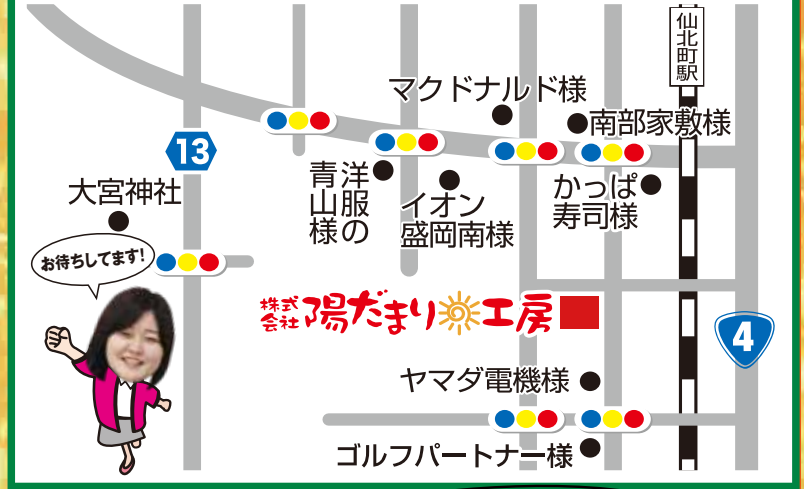 仙北町駅
マクドナルド様
南部家敷様
13
青山様
洋服の
イオン
盛岡南様
かっぱ
寿司様
大宮神社
お待ちしてます!
株式
会社
陽だまり工房
4
ヤマダ電機様
ゴルフパートナー様